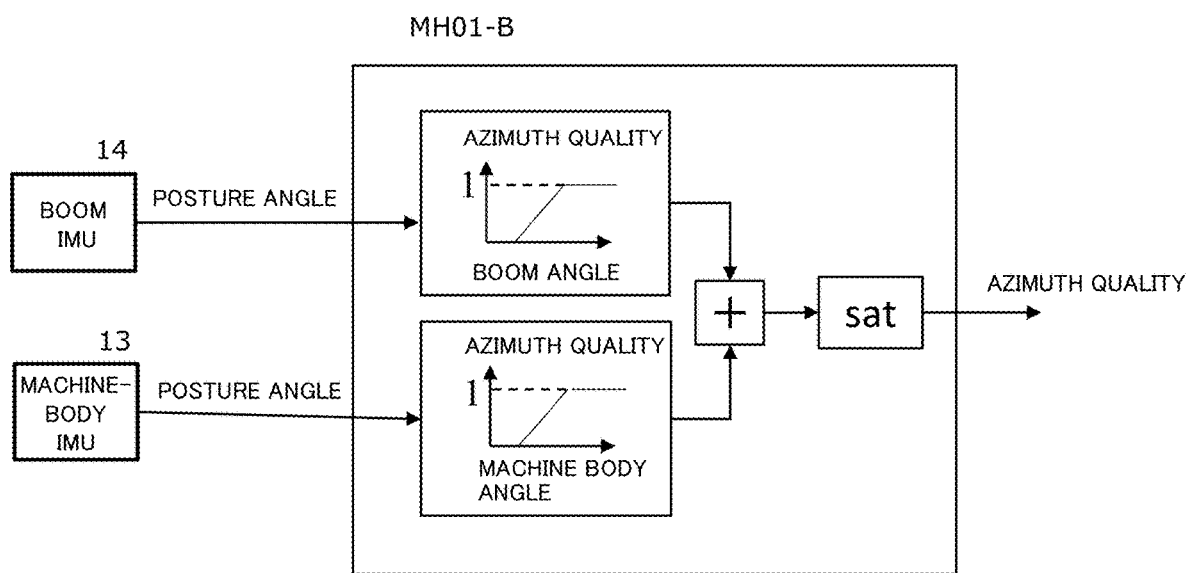 MH01-B
14
BOOM
IMU
POSTURE ANGLE
AZIMUTH QUALITY
1
BOOM ANGLE
13
MACHINE-
BODY
IMU
POSTURE ANGLE
AZIMUTH QUALITY
1
MACHINE BODY
ANGLE
+
sat
AZIMUTH QUALITY